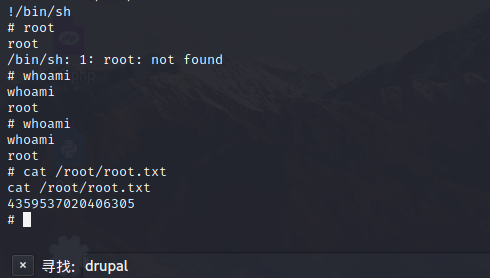 !/bin/sh
# root
root
/bin/sh: 1: root: not found
# whoami
whoami
root
# whoami
whoami
root
# cat /root/root.txt
cat /root/root.txt
4359537020406305
#
× 寻找: drupal